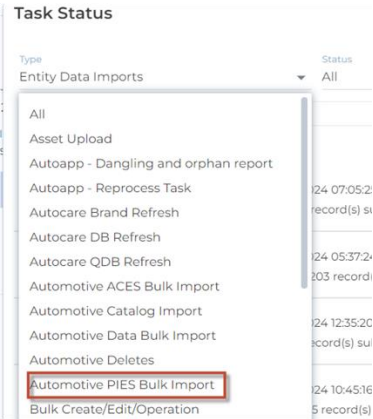 Task Status
Type
Status
Entity Data Imports
All
All
Asset Upload
Autoapp - Dangling and orphan report
Autoapp - Reprocess Task
Autocare Brand Refresh
Autocare DB Refresh
Autocare QDB Refresh
Automotive ACES Bulk Import
Automotive Catalog Import
Automotive Data Bulk Import
Automotive Deletes
Automotive PIES Bulk Import
Bulk Create/Edit/Operation